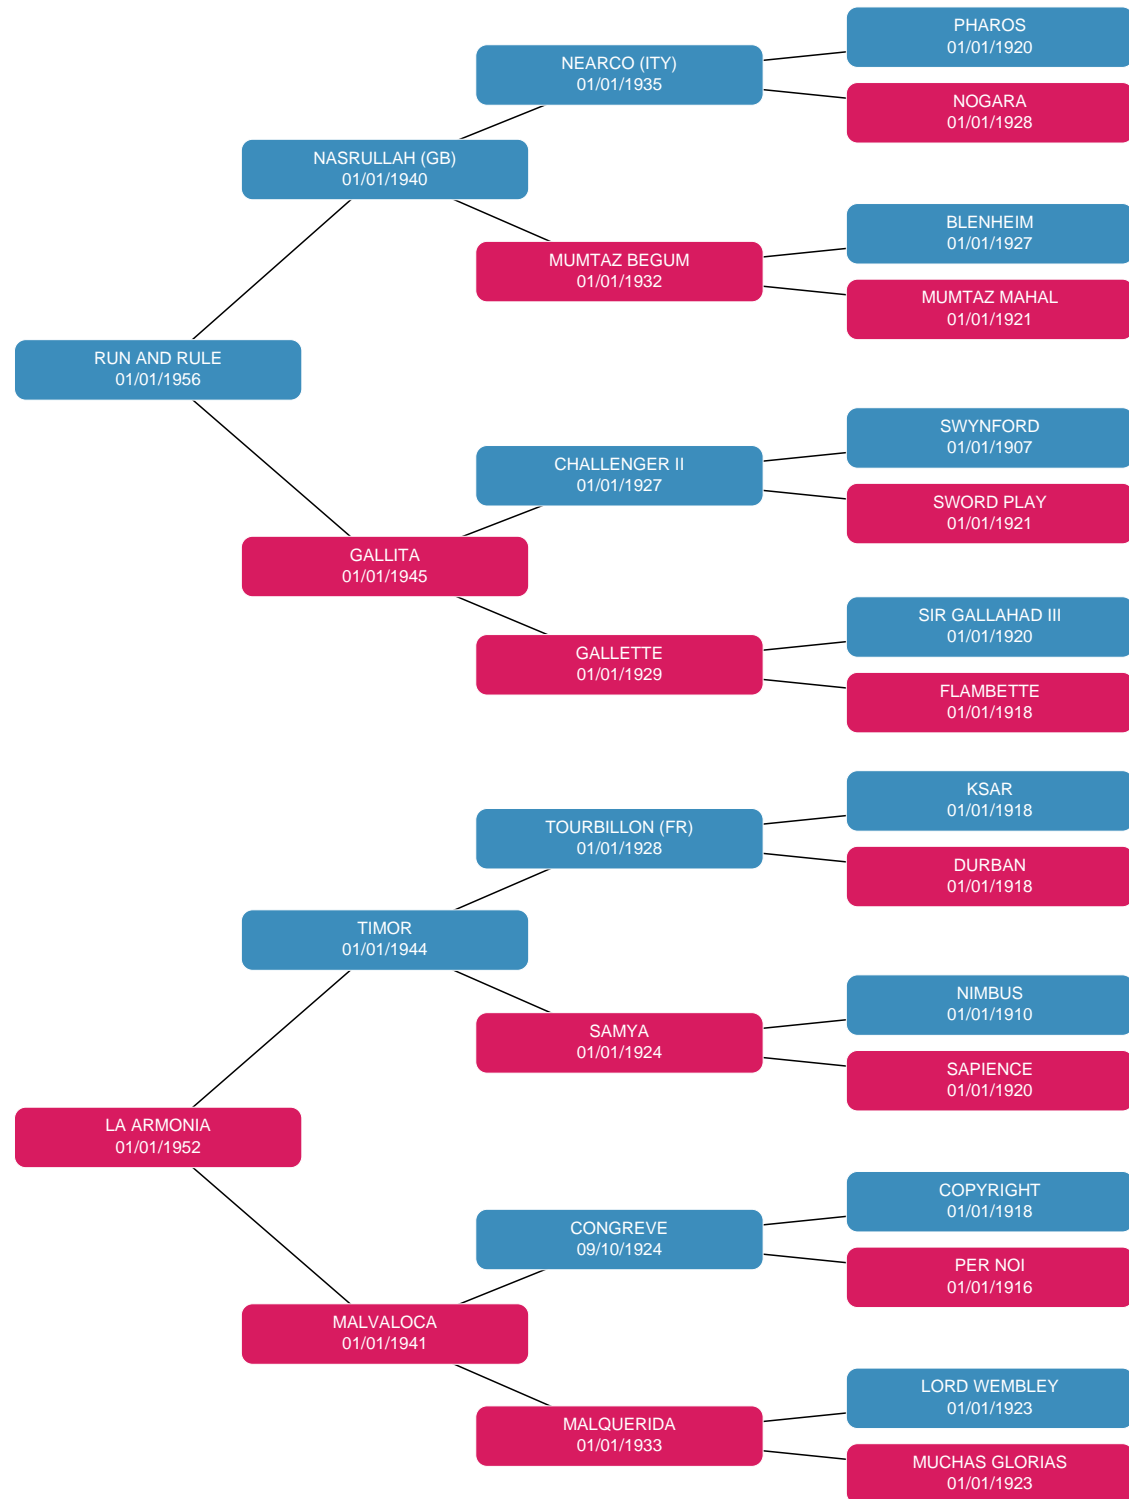 PHAROS
01/01/1920
NEARCO (ITY)
01/01/1935
NOGARA
01/01/1928
NASRULLAH (GB)
01/01/1940
BLENHEIM
01/01/1927
MUMTAZ BEGUM
01/01/1932
MUMTAZ MAHAL
01/01/1921
RUN AND RULE
01/01/1956
SWYNFORD
01/01/1907
CHALLENGER II
01/01/1927
SWORD PLAY
01/01/1921
GALLITA
01/01/1945
SIR GALLAHAD III
01/01/1920
GALLETTE
01/01/1929
FLAMBETTE
01/01/1918
KSAR
01/01/1918
TOURBILLON (FR)
01/01/1928
DURBAN
01/01/1918
TIMOR
01/01/1944
NIMBUS
01/01/1910
SAMYA
01/01/1924
SAPIENCE
01/01/1920
LA ARMONIA
01/01/1952
COPYRIGHT
01/01/1918
CONGREVE
09/10/1924
PER NOI
01/01/1916
MALVALOCA
01/01/1941
LORD WEMBLEY
01/01/1923
MALQUERIDA
01/01/1933
MUCHAS GLORIAS
01/01/1923